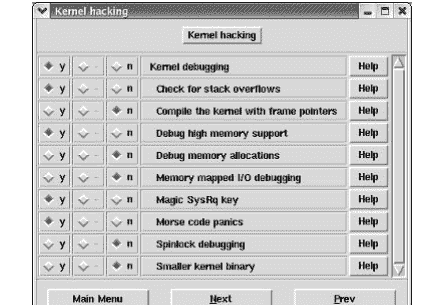 Kernel hacking
Kernel hacking
y - n Kernel debugging Help
y - n Check for stack overflows Help
y - n Compile the kernel with frame pointers Help
y - n Debug high memory support Help
y - n Debug memory allocations Help
y - n Memory mapped I/O debugging Help
y - n Magic SysRq key Help
y - n Morse code panics Help
y - n Spinlock debugging Help
y - n Smaller kernel binary Help
Main Menu Next Prev